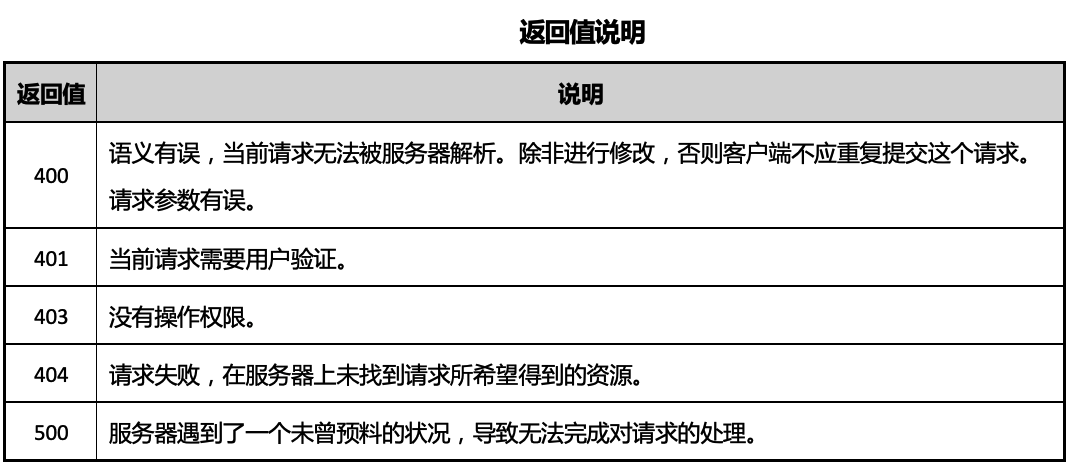 返回值说明
返回值 说明
400 语义有误，当前请求无法被服务器解析。除非进行修改，否则客户端不应重复提交这个请求。
请求参数有误。
401 当前请求需要用户验证。
403 没有操作权限。
404 请求失败，在服务器上未找到请求所希望得到的资源。
500 服务器遇到了一个未曾预料的状况，导致无法完成对请求的处理。